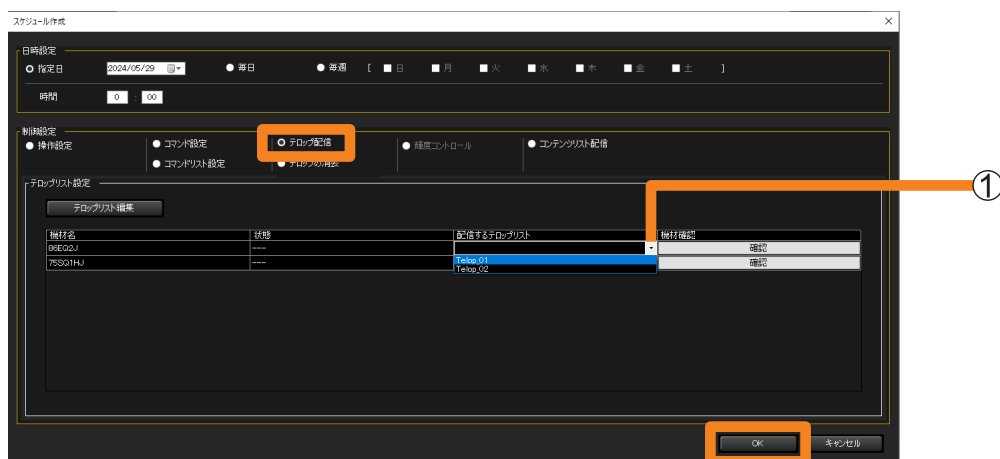 スケジュール作成
日時設定
指定日 2024/05/29 毎日 毎週 [ 日 月 火 水 木 金 土 ]
時間 0 : 00
制御設定
操作設定 コマンド設定 テロップ配信 輝度コントロール コンテンツリスト配信
コマンドリスト設定 テロップの消去
テロップリスト設定
①
テロップリスト編集
機材名 状態 配信するテロップリスト 機材確認
86EQ2J --- 確認
75SQ1HJ --- Telop_01 確認
Telop_02
OK キャンセル